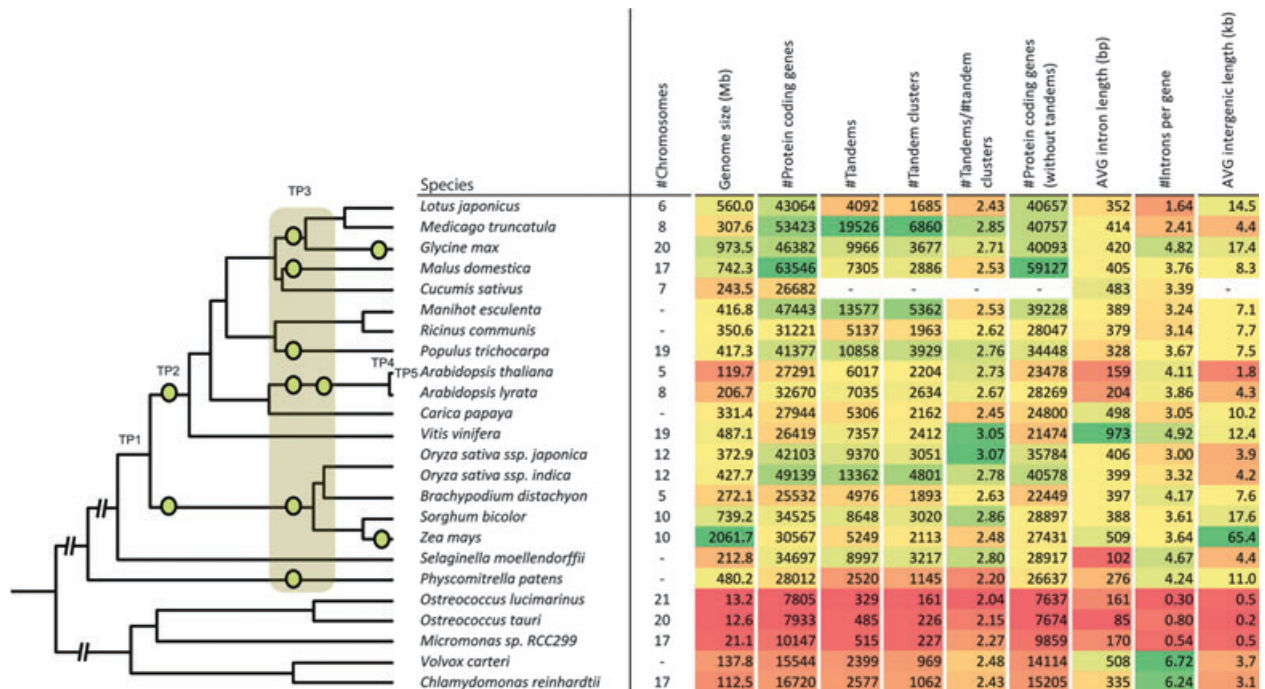 #Chromosomes
Genome size (Mb)
#Protein coding genes
#Tandems
#Tandem clusters
#Tandems/#tandem
clusters
#Protein coding genes
(without tandems)
AVG intron length (bp)
#Introns per gene
AVG intergenic length (kb)
Species
TP3
Lotus japonicus 6 560.0 43064 4092 1685 2.43 40657 352 1.64 14.5
Medicago truncatula 8 307.6 53423 19526 6860 2.85 40757 414 2.41 4.4
Glycine max 20 973.5 46382 9966 3677 2.71 40093 420 4.82 17.4
Malus domestica 17 742.3 63546 7305 2886 2.53 59127 405 3.76 8.3
Cucumis sativus 7 243.5 26682 - - - - 483 3.39 -
Manihot esculenta - 416.8 47443 13577 5362 2.53 39228 389 3.24 7.1
Ricinus communis - 350.6 31221 5137 1963 2.62 28047 379 3.14 7.7
Populus trichocarpa 19 417.3 41377 10858 3929 2.76 34448 328 3.67 7.5
TP2 TP4
TP5 Arabidopsis thaliana 5 119.7 27291 6017 2204 2.73 23478 159 4.11 1.8
Arabidopsis lyrata 8 206.7 32670 7035 2634 2.67 28269 204 3.86 4.3
Carica papaya - 331.4 27944 5306 2162 2.45 24800 498 3.05 10.2
Vitis vinifera 19 487.1 26419 7357 2412 3.05 21474 973 4.92 12.4
TP1
Oryza sativa ssp. japonica 12 372.9 42103 9370 3051 3.07 35784 406 3.00 3.9
Oryza sativa ssp. indica 12 427.7 49139 13362 4801 2.78 40578 399 3.32 4.2
Brachypodium distachyon 5 272.1 25532 4976 1893 2.63 22449 397 4.17 7.6
Sorghum bicolor 10 739.2 34525 8648 3020 2.86 28897 388 3.61 17.6
Zea mays 10 2061.7 30567 5249 2113 2.48 27431 509 3.64 65.4
Selaginella moellendorffii - 212.8 34697 8997 3217 2.80 28917 102 4.67 4.4
Physcomitrella patens - 480.2 28012 2520 1145 2.20 26637 276 4.24 11.0
Ostreococcus lucimarinus 21 13.2 7805 329 161 2.04 7637 161 0.30 0.5
Ostreococcus tauri 20 12.6 7933 485 226 2.15 7674 85 0.80 0.2
Micromonas sp. RCC299 17 21.1 10147 515 227 2.27 9859 170 0.54 0.5
Volvox carteri - 137.8 15544 2399 969 2.48 14114 508 6.72 3.7
Chlamydomonas reinhardtii 17 112.5 16720 2577 1062 2.43 15205 335 6.24 3.1